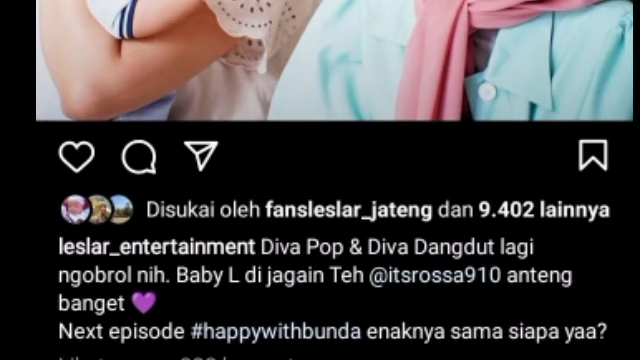 Disukai oleh fansleslar_jateng dan 9.402 lainnya
leslar_entertainment Diva Pop & Diva Dangdut lagi
ngobrol nih. Baby L di jagain Teh @itsrossa910 anteng
banget 💜
Next episode #happywithbunda enaknya sama siapa yaa?